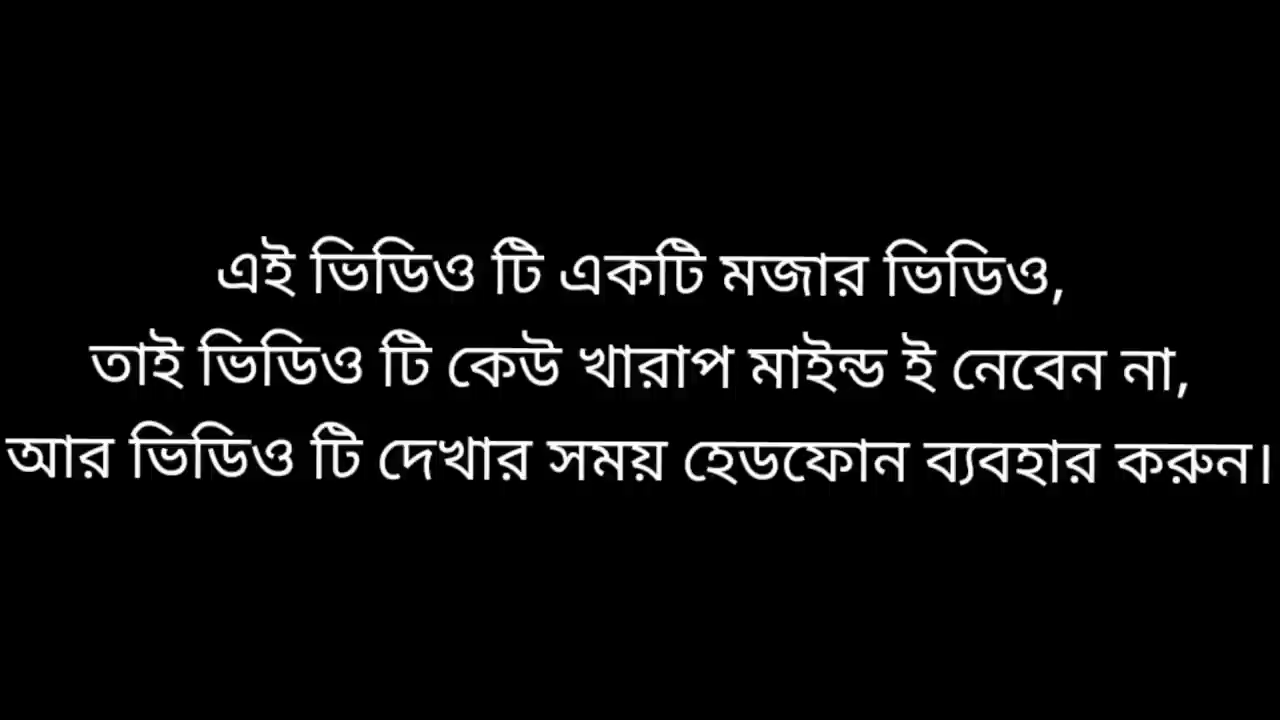 এই ভিডিও টি একটি মজার ভিডিও,
তাই ভিডিও টি কেউ খারাপ মাইন্ড ই নেবেন না,
আর ভিডিও টি দেখার সময় হেডফোন ব্যবহার করুন।